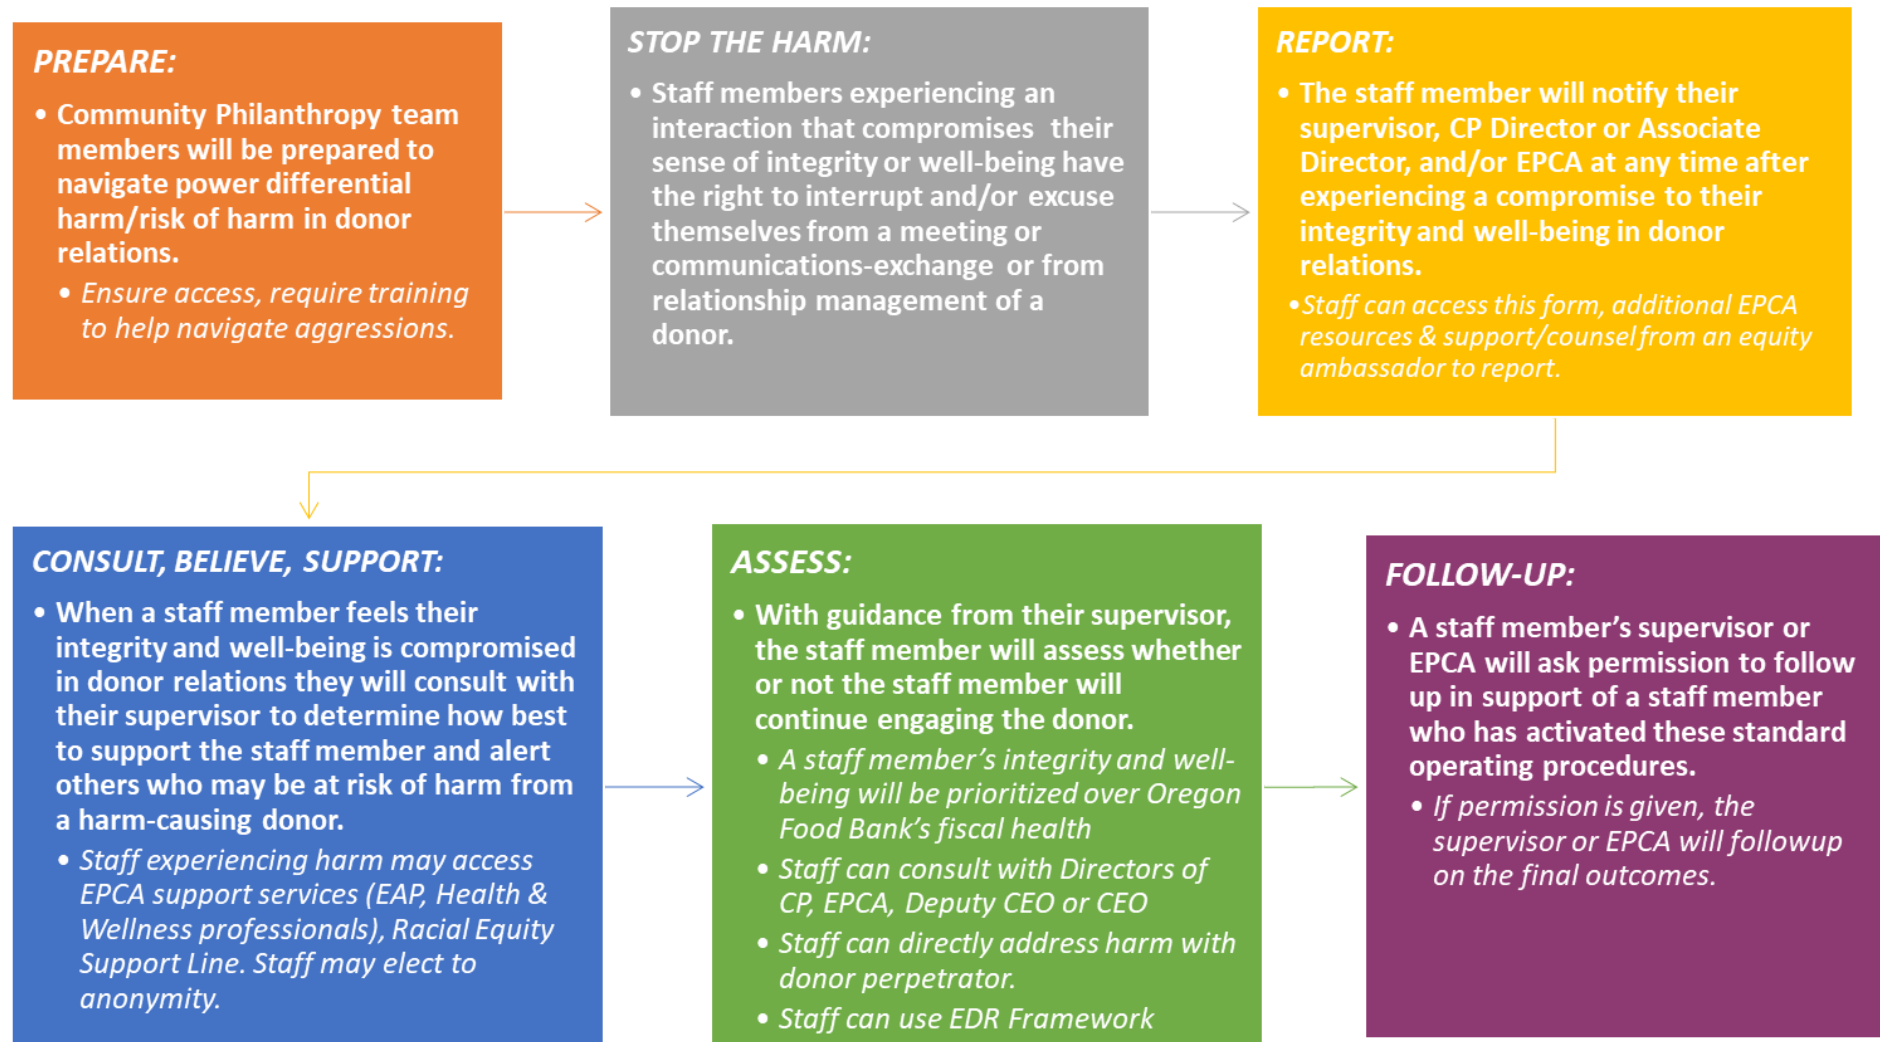 PREPARE:
• Community Philanthropy team
members will be prepared to
navigate power differential
harm/risk of harm in donor
relations.
• Ensure access, require training
to help navigate aggressions.
STOP THE HARM:
• Staff members experiencing an
interaction that compromises their
sense of integrity or well-being have
the right to interrupt and/or excuse
themselves from a meeting or
communications-exchange or from
relationship management of a
donor.
REPORT:
• The staff member will notify their
supervisor, CP Director or Associate
Director, and/or EPCA at any time after
experiencing a compromise to their
integrity and well-being in donor
relations.
•Staff can access this form, additional EPCA
resources & support/counsel from an equity
ambassador to report.
CONSULT, BELIEVE, SUPPORT:
• When a staff member feels their
integrity and well-being is compromised
in donor relations they will consult with
their supervisor to determine how best
to support the staff member and alert
others who may be at risk of harm from
a harm-causing donor.
• Staff experiencing harm may access
EPCA support services (EAP, Health &
Wellness professionals), Racial Equity
Support Line. Staff may elect to
anonymity.
ASSESS:
• With guidance from their supervisor,
the staff member will assess whether
or not the staff member will
continue engaging the donor.
• A staff member's integrity and well-
being will be prioritized over Oregon
Food Bank's fiscal health
• Staff can consult with Directors of
CP, EPCA, Deputy CEO or CEO
• Staff can directly address harm with
donor perpetrator.
• Staff can use EDR Framework
FOLLOW-UP:
• A staff member's supervisor or
EPCA will ask permission to follow
up in support of a staff member
who has activated these standard
operating procedures.
• If permission is given, the
supervisor or EPCA will followup
on the final outcomes.